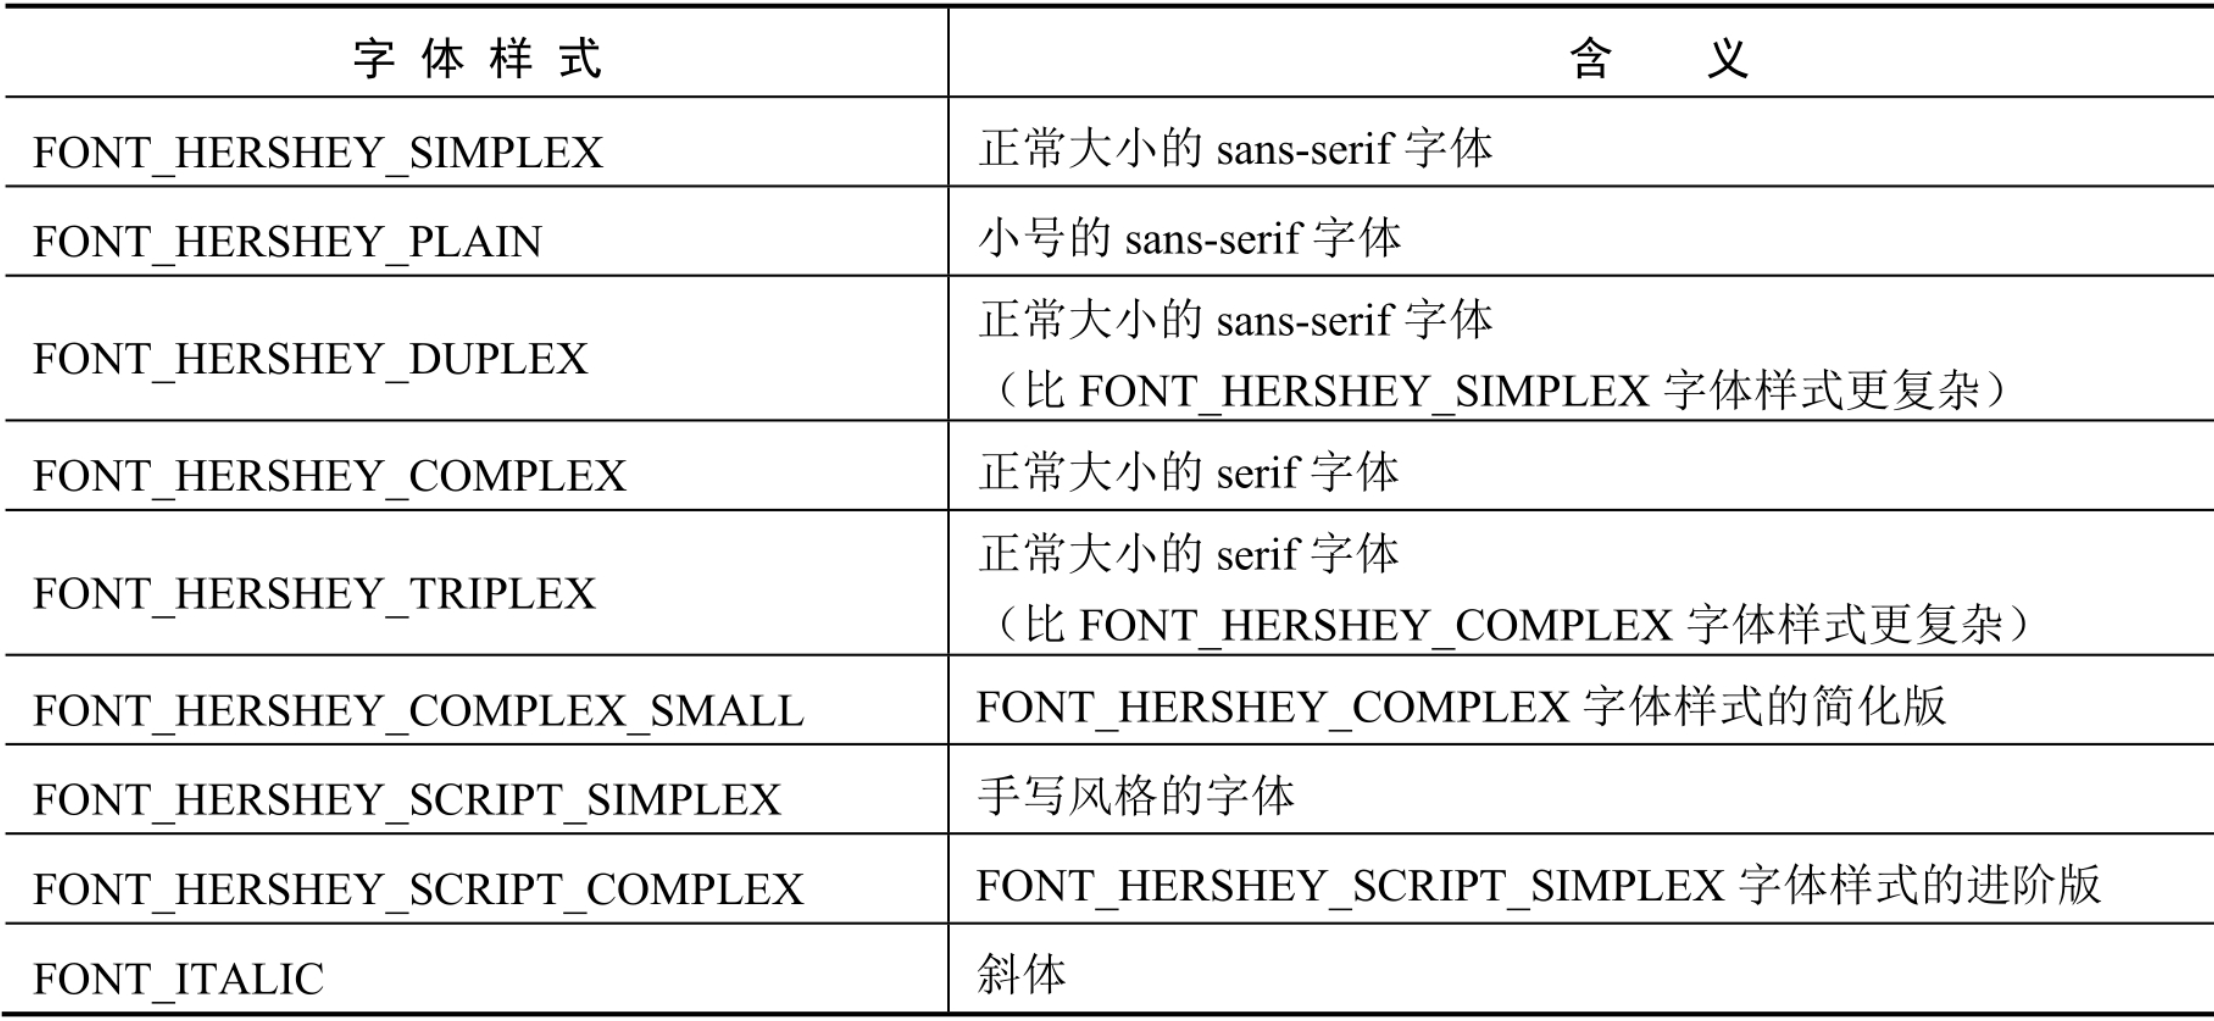 字体样式 含义
FONT_HERSHEY_SIMPLEX 正常大小的 sans-serif 字体
FONT_HERSHEY_PLAIN 小号的 sans-serif 字体
FONT_HERSHEY_DUPLEX 正常大小的 sans-serif 字体
（比 FONT_HERSHEY_SIMPLEX 字体样式更复杂）
FONT_HERSHEY_COMPLEX 正常大小的 serif 字体
FONT_HERSHEY_TRIPLEX 正常大小的 serif 字体
（比 FONT_HERSHEY_COMPLEX 字体样式更复杂）
FONT_HERSHEY_COMPLEX_SMALL FONT_HERSHEY_COMPLEX 字体样式的简化版
FONT_HERSHEY_SCRIPT_SIMPLEX 手写风格的字体
FONT_HERSHEY_SCRIPT_COMPLEX FONT_HERSHEY_SCRIPT_SIMPLEX 字体样式的进阶版
FONT_ITALIC 斜体